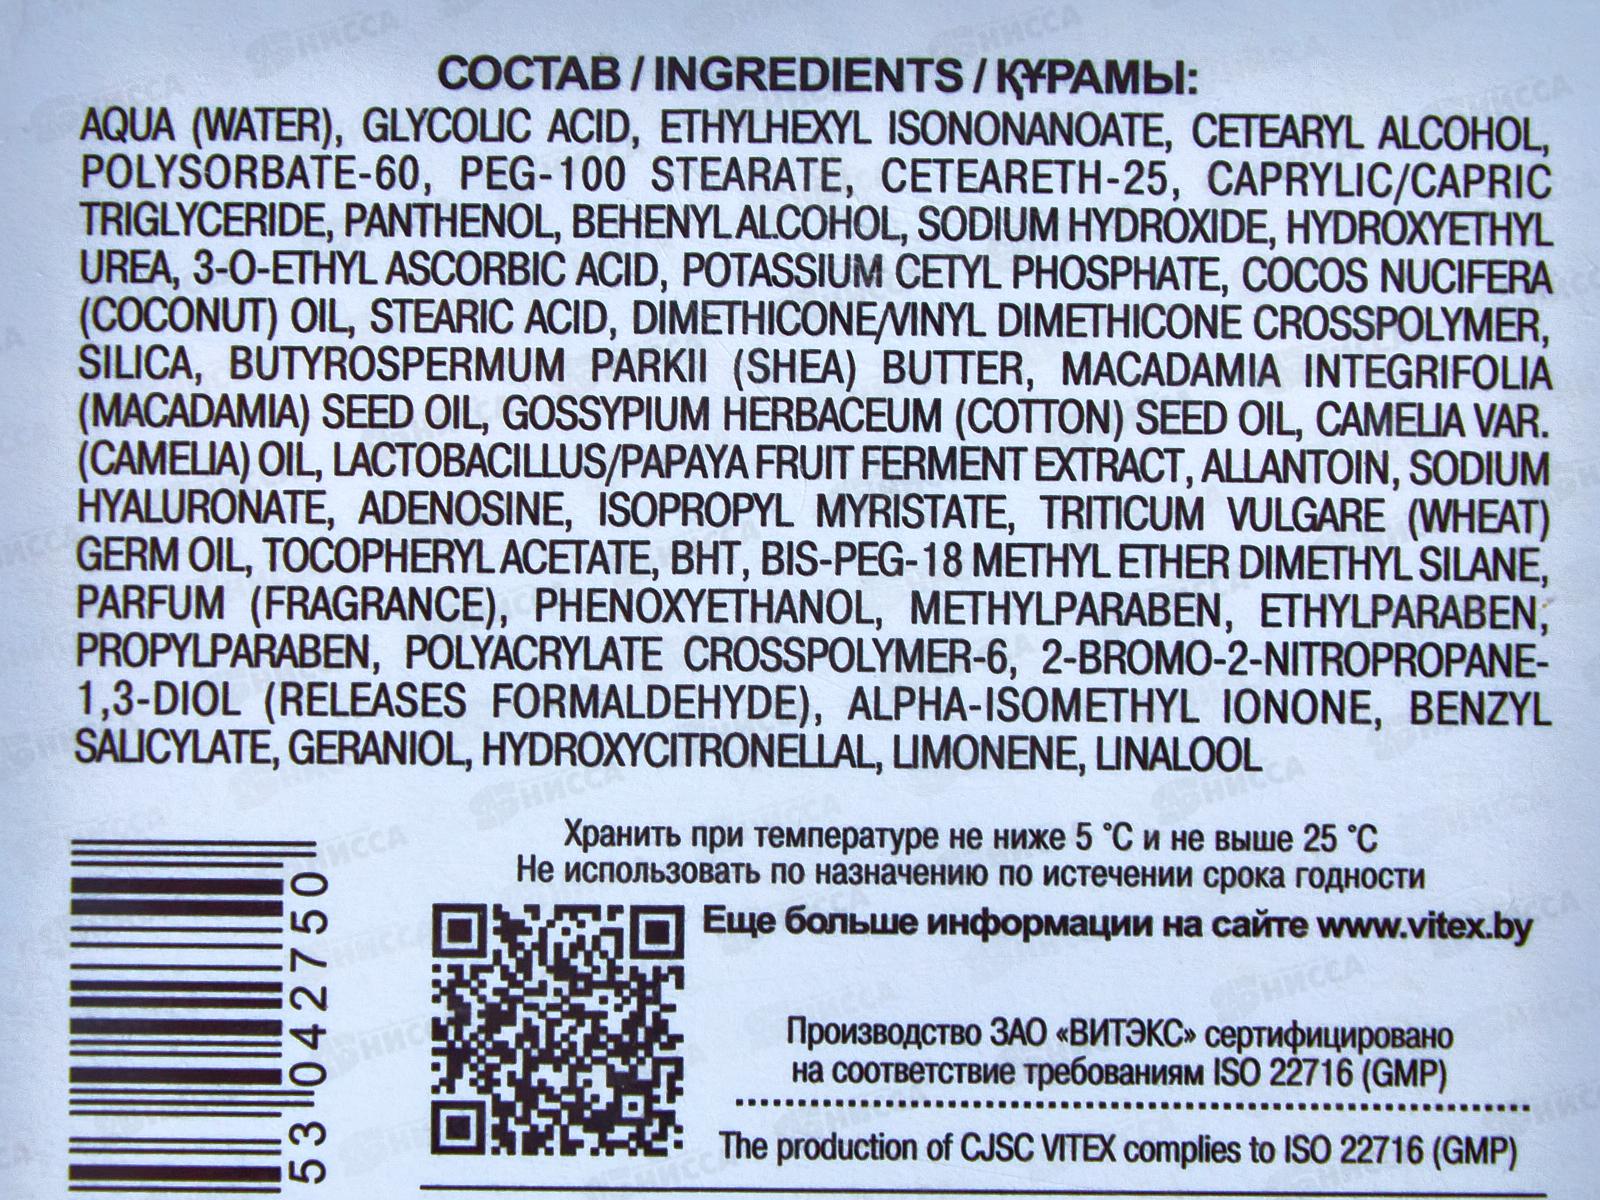 СОСТАВ / INGREDIENTS / ҚҰРАМЫ:
AQUA (WATER), GLYCOLIC ACID, ETHYLHEXYL ISONONANOATE, CETEARYL ALCOHOL,
POLYSORBATE-60, PEG-100 STEARATE, CETEARETH-25, CAPRYLIC/CAPRIC
TRIGLYCERIDE, PANTHENOL, BEHENYL ALCOHOL, SODIUM HYDROXIDE, HYDROXYETHYL
UREA, 3-O-ETHYL ASCORBIC ACID, POTASSIUM CETYL PHOSPHATE, COCOS NUCIFERA
(COCONUT) OIL, STEARIC ACID, DIMETHICONE/VINYL DIMETHICONE CROSSPOLYMER,
SILICA, BUTYROSPERMUM PARKII (SHEA) BUTTER, MACADAMIA INTEGRIFOLIA
(MACADAMIA) SEED OIL, GOSSYPIUM HERBACEUM (COTTON) SEED OIL, CAMELIA VAR.
(CAMELIA) OIL, LACTOBACILLUS/PAPAYA FRUIT FERMENT EXTRACT, ALLANTOIN, SODIUM
HYALURONATE, ADENOSINE, ISOPROPYL MYRISTATE, TRITICUM VULGARE (WHEAT)
GERM OIL, TOCOPHERYL ACETATE, BHT, BIS-PEG-18 METHYL ETHER DIMETHYL SILANE,
PARFUM (FRAGRANCE), PHENOXYETHANOL, METHYLPARABEN, ETHYLPARABEN,
PROPYLPARABEN, POLYACRYLATE CROSSPOLYMER-6, 2-BROMO-2-NITROPROPANE-
1,3-DIOL (RELEASES FORMALDEHYDE), ALPHA-ISOMETHYL IONONE, BENZYL
SALICYLATE, GERANIOL, HYDROXYCITRONELLAL, LIMONENE, LINALOOL
Хранить при температуре не ниже 5 °C и не выше 25 °C
Не использовать по назначению по истечении срока годности
Еще больше информации на сайте www.vitex.by
Производство ЗАО «ВИТЭКС» сертифицировано
на соответствие требованиям ISO 22716 (GMP)
The production of CJSC VITEX complies to ISO 22716 (GMP)
53 042750
НИССА